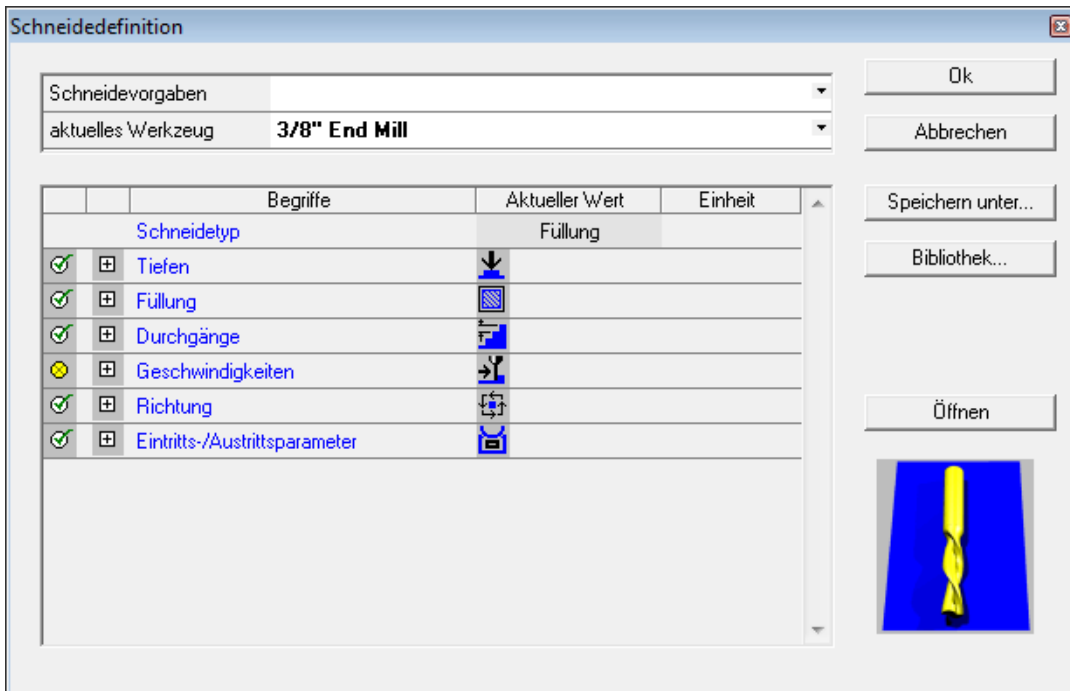 Schneidedefinition
Schneidevorgaben
aktuelles Werkzeug 3/8" End Mill
Ok
Abbrechen
Speichern unter...
Bibliothek...
Öffnen
Begriffe Aktueller Wert Einheit
Schneidetyp Füllung
Tiefen
Füllung
Durchgänge
Geschwindigkeiten
Richtung
Eintritts-/Austrittsparameter